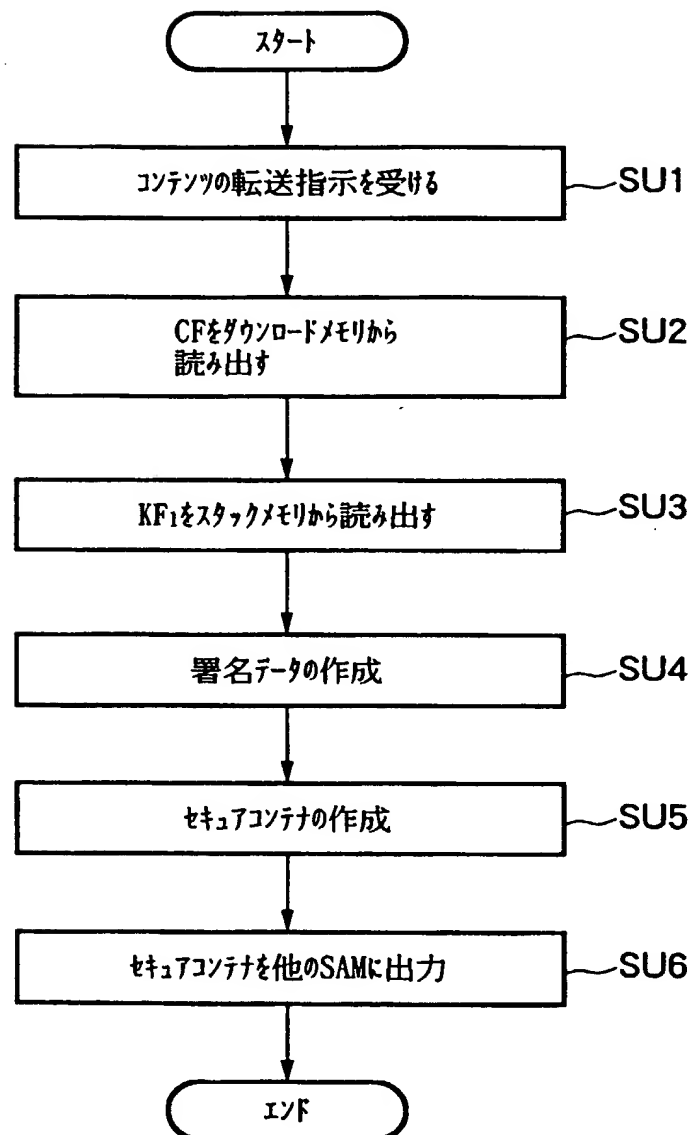 スタート
コンテンツの転送指示を受ける
SU1
CFをダウンロードメモリから
読み出す
SU2
KF₁をスタックメモリから読み出す
SU3
署名データの作成
SU4
セキュアコンテナの作成
SU5
セキュアコンテナを他のSAMに出力
SU6
エンド